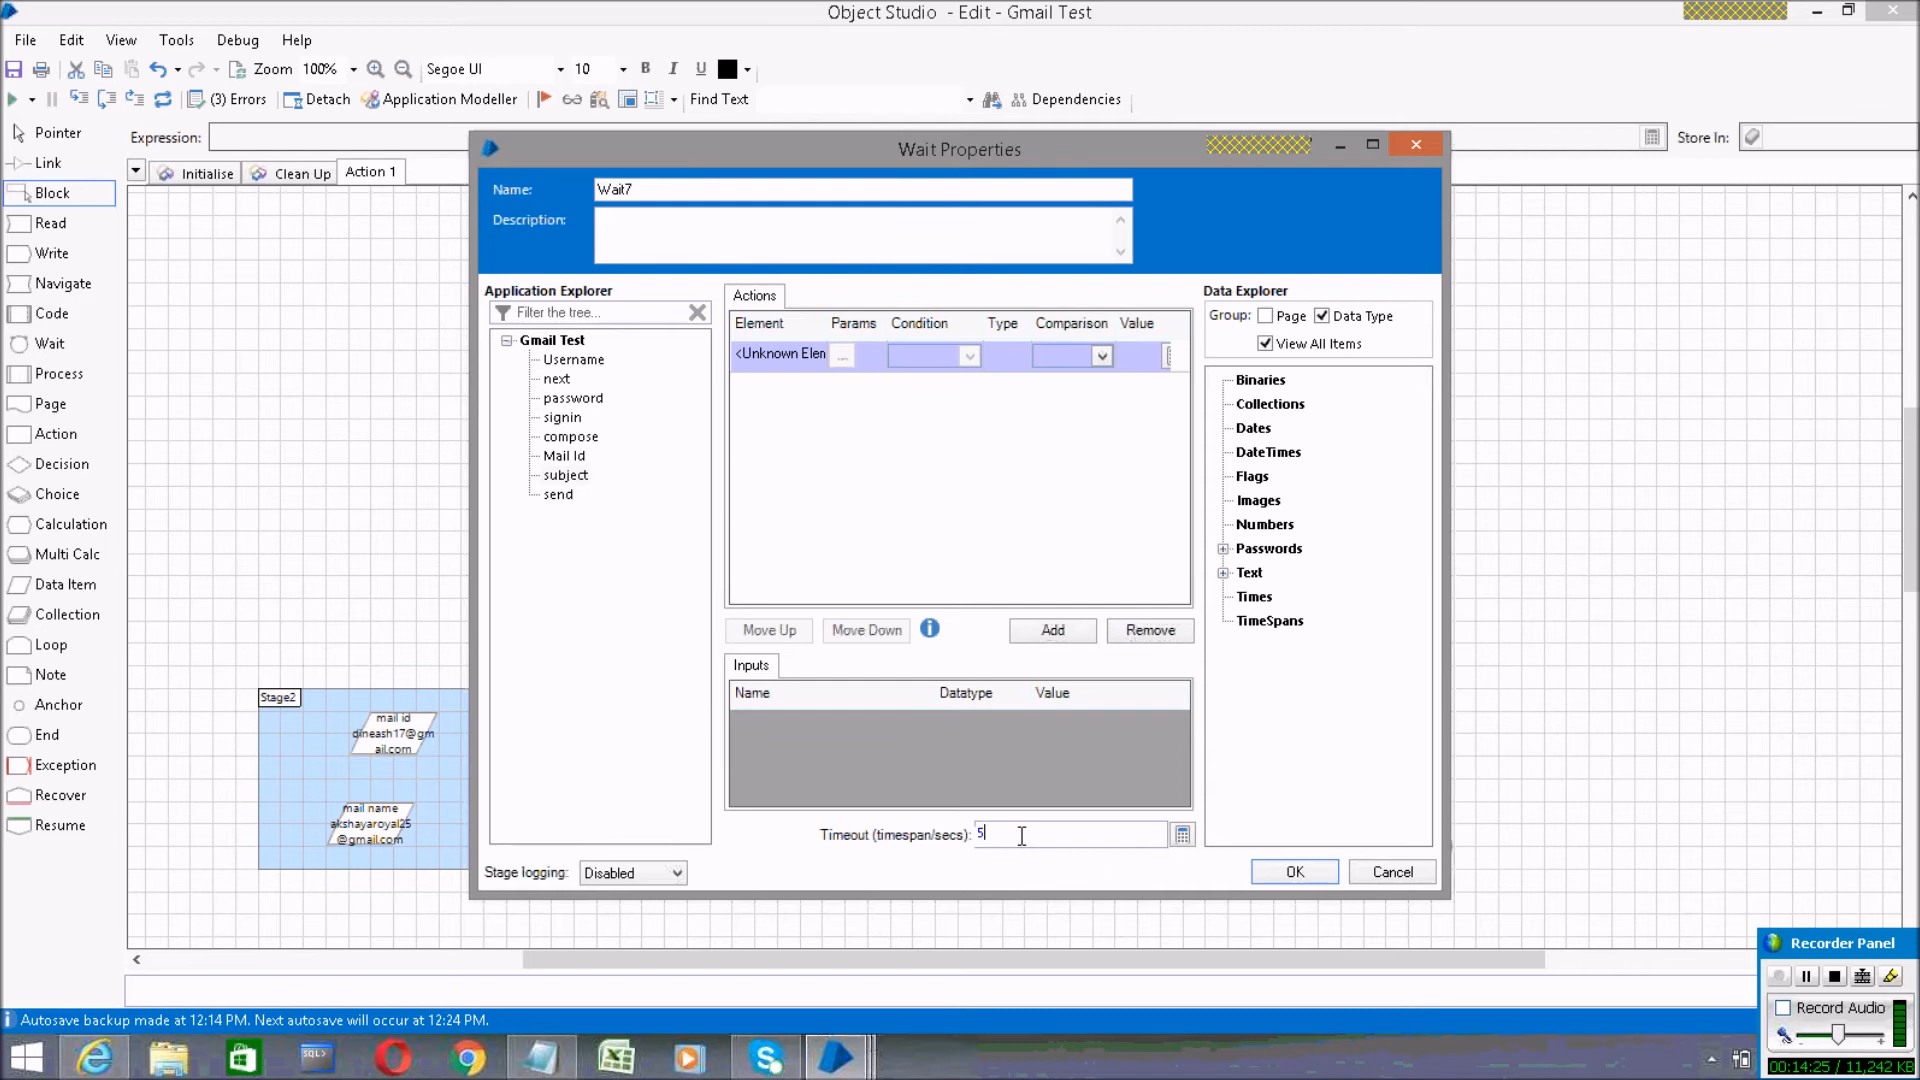 Object Studio - Edit - Gmail Test
File Edit View Tools Debug Help
Zoom 100% Segoe UI 10 B I U
(3) Errors Detach Application Modeller Find Text Dependencies
Pointer
Link
Block
Read
Write
Navigate
Code
Wait
Process
Page
Action
Decision
Choice
Calculation
Multi Calc
Data Item
Collection
Loop
Note
Anchor
End
Exception
Recover
Resume
Expression: Store In:
Initialise Clean Up Action 1
Stage2
mail id
dineash17@gm
ail.com
mail name
akshayaroyal25
@gmail.com
Wait Properties
Name: Wait7
Description:
Application Explorer
Filter the tree...
Gmail Test
Username
next
password
signin
compose
Mail Id
subject
send
Actions
Element Params Condition Type Comparison Value
<Unknown Elen ...
Move Up Move Down Add Remove
Inputs
Name Datatype Value
Timeout (timespan/secs): 5
Data Explorer
Group: Page Data Type
View All Items
Binaries
Collections
Dates
DateTimes
Flags
Images
Numbers
Passwords
Text
Times
TimeSpans
Stage logging: Disabled
OK Cancel
Autosave backup made at 12:14 PM. Next autosave will occur at 12:24 PM.
Recorder Panel
Record Audio
00:14:25 / 11,242 KB
SQL>